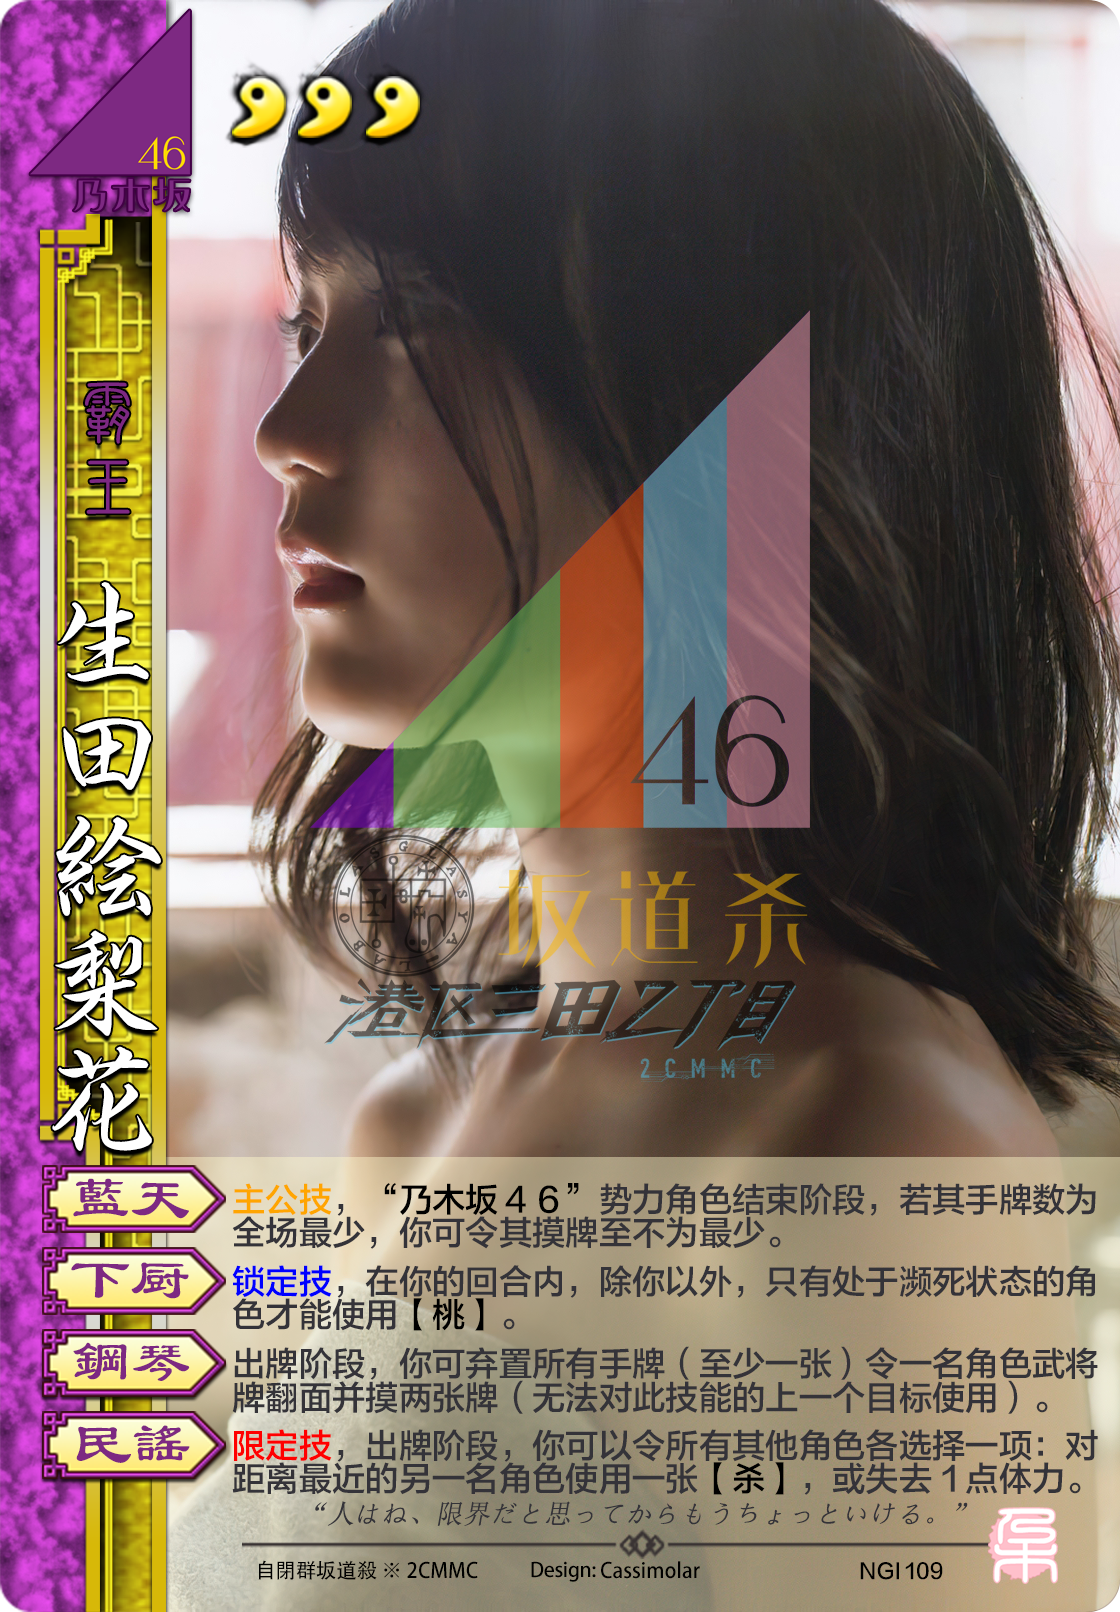 46
乃木坂
霸王
生田絵梨花
46
坂道杀
港区三田2丁目
2CMMC
藍天
主公技，“乃木坂４６”势力角色结束阶段，若其手牌数为
全场最少，你可令其摸牌至不为最少。
下厨
锁定技，在你的回合内，除你以外，只有处于濒死状态的角
色才能使用【桃】。
鋼琴
出牌阶段，你可弃置所有手牌（至少一张）令一名角色武将
牌翻面并摸两张牌（无法对此技能的上一个目标使用）。
民謠
限定技，出牌阶段，你可以令所有其他角色各选择一项：对
距离最近的另一名角色使用一张【杀】，或失去１点体力。
“人はね、限界だと思ってからもうちょっといける。”
自閉群坂道殺 ※ 2CMMC Design: Cassimolar NGI109